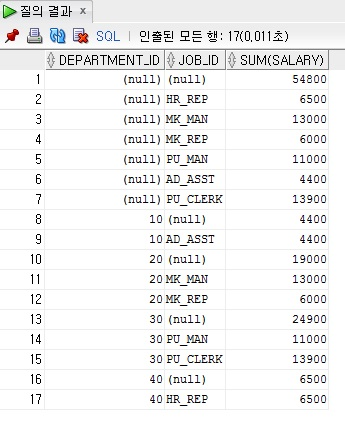 질의 결과 x
SQL | 인출된 모든 행: 17(0,011초)
DEPARTMENT_ID JOB_ID SUM(SALARY)
1 (null) (null) 54800
2 (null) HR_REP 6500
3 (null) MK_MAN 13000
4 (null) MK_REP 6000
5 (null) PU_MAN 11000
6 (null) AD_ASST 4400
7 (null) PU_CLERK 13900
8 10 (null) 4400
9 10 AD_ASST 4400
10 20 (null) 19000
11 20 MK_MAN 13000
12 20 MK_REP 6000
13 30 (null) 24900
14 30 PU_MAN 11000
15 30 PU_CLERK 13900
16 40 (null) 6500
17 40 HR_REP 6500